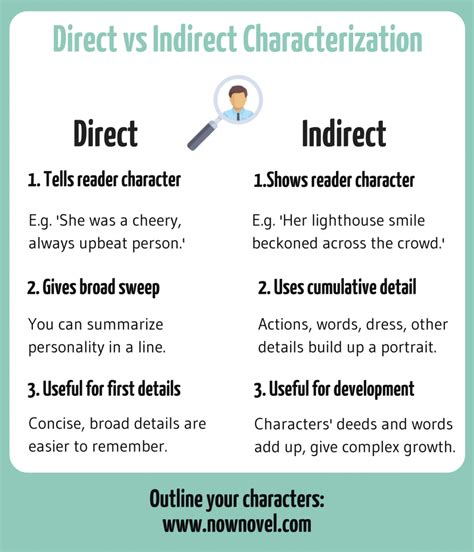 Direct vs Indirect Characterization
Direct
1. Tells reader character
E.g. 'She was a cheery,
always upbeat person.'
2. Gives broad sweep
You can summarize
personality in a line.
3. Useful for first details
Concise, broad details are
easier to remember.
Indirect
1.Shows reader character
E.g. 'Her lighthouse smile
beckoned across the crowd.'
2. Uses cumulative detail
Actions, words, dress, other
details build up a portrait.
3. Useful for development
Characters' deeds and words
add up, give complex growth.
Outline your characters:
www.nownovel.com